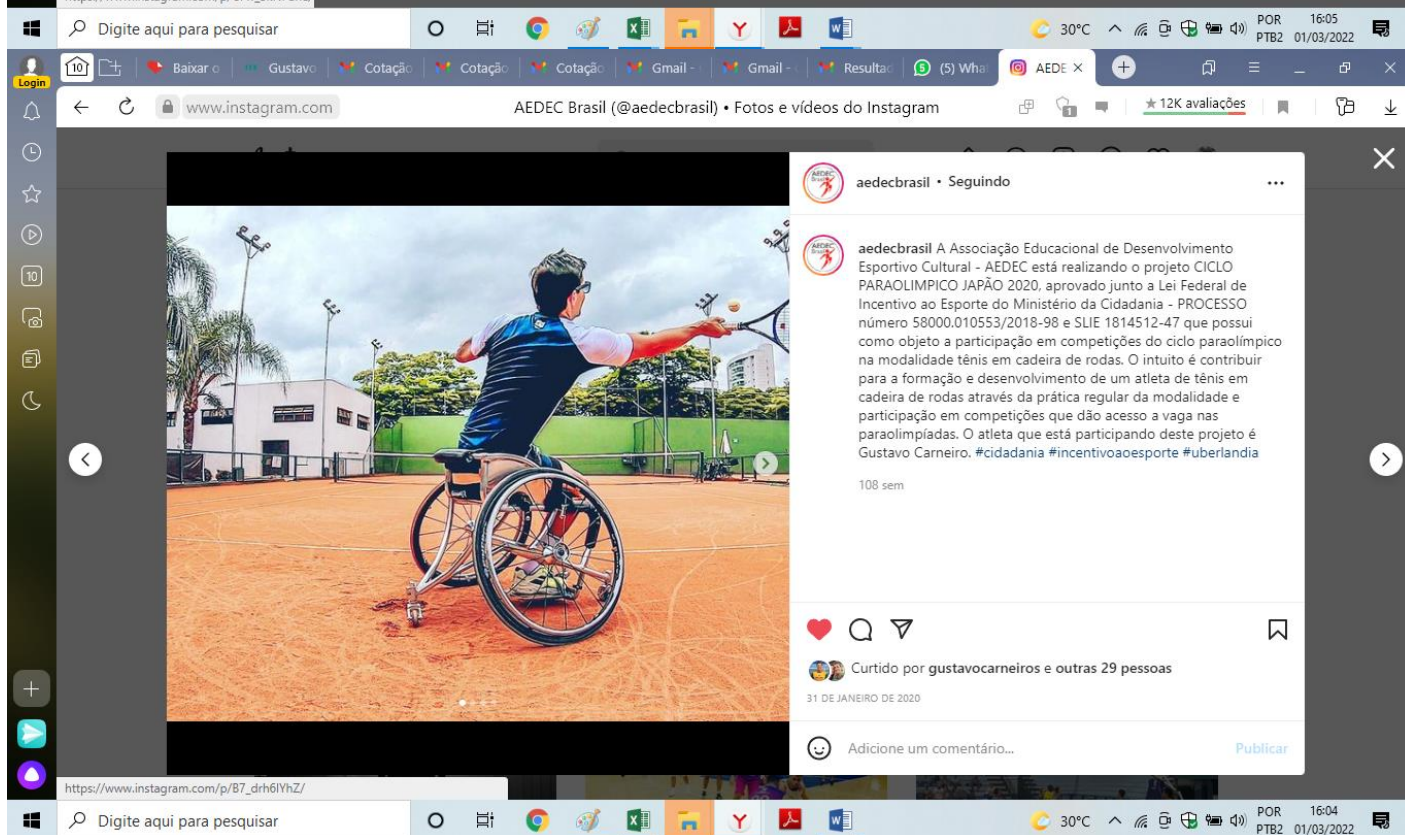 Digite aqui para pesquisar
30°C
POR
PTB2
16:05
01/03/2022
Login
10
Baixar o
Gustavo
Cotação
Cotação
Cotação
Gmail -
Gmail -
Resultad
(5) What
AEDE
www.instagram.com
AEDEC Brasil (@aedecbrasil) • Fotos e vídeos do Instagram
1
★ 12K avaliações
10
AEDEC
Brasil
aedecbrasil • Seguindo
AEDEC
Brasil
aedecbrasil A Associação Educacional de Desenvolvimento
Esportivo Cultural - AEDEC está realizando o projeto CICLO
PARAOLIMPICO JAPÃO 2020, aprovado junto a Lei Federal de
Incentivo ao Esporte do Ministério da Cidadania - PROCESSO
número 58000.010553/2018-98 e SLIE 1814512-47 que possui
como objeto a participação em competições do ciclo paraolímpico
na modalidade tênis em cadeira de rodas. O intuito é contribuir
para a formação e desenvolvimento de um atleta de tênis em
cadeira de rodas através da prática regular da modalidade e
participação em competições que dão acesso a vaga nas
paraolimpíadas. O atleta que está participando deste projeto é
Gustavo Carneiro. #cidadania #incentivoaoesporte #uberlandia
108 sem
Curtido por gustavocarneiros e outras 29 pessoas
31 DE JANEIRO DE 2020
Adicione um comentário...
Publicar
https://www.instagram.com/p/B7_drh6lYhZ/
Digite aqui para pesquisar
30°C
POR
PTB2
16:04
01/03/2022